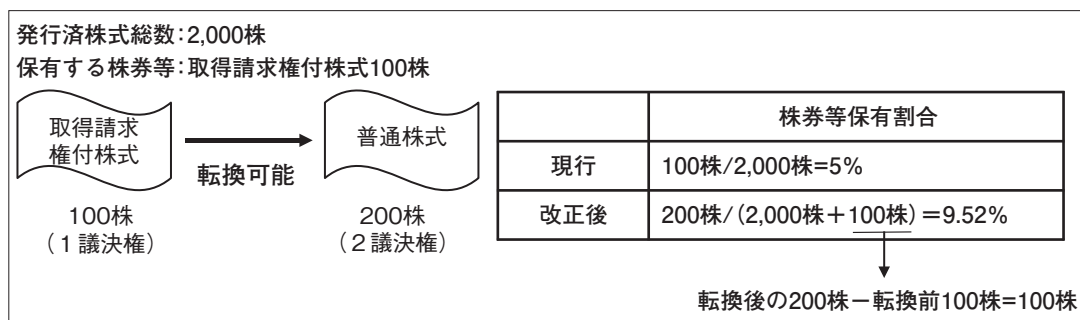 発行済株式総数：2,000株
保有する株券等：取得請求権付株式100株
取得請求
権付株式
転換可能
普通株式
100株
（１議決権）
200株
（２議決権）
株券等保有割合
現行
100株/2,000株=5%
改正後
200株/（2,000株＋100株）＝9.52%
転換後の200株－転換前100株=100株